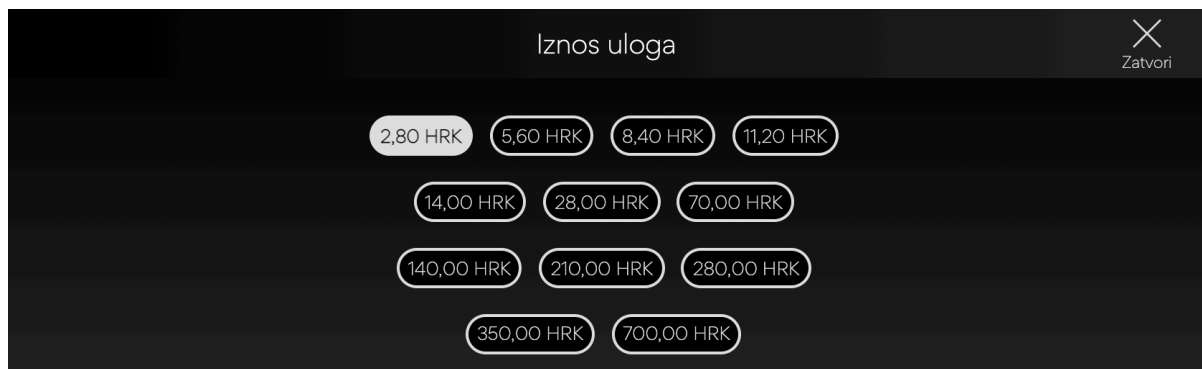 Iznos uloga
Zatvori
2,80 HRK 5,60 HRK 8,40 HRK 11,20 HRK
14,00 HRK 28,00 HRK 70,00 HRK
140,00 HRK 210,00 HRK 280,00 HRK
350,00 HRK 700,00 HRK